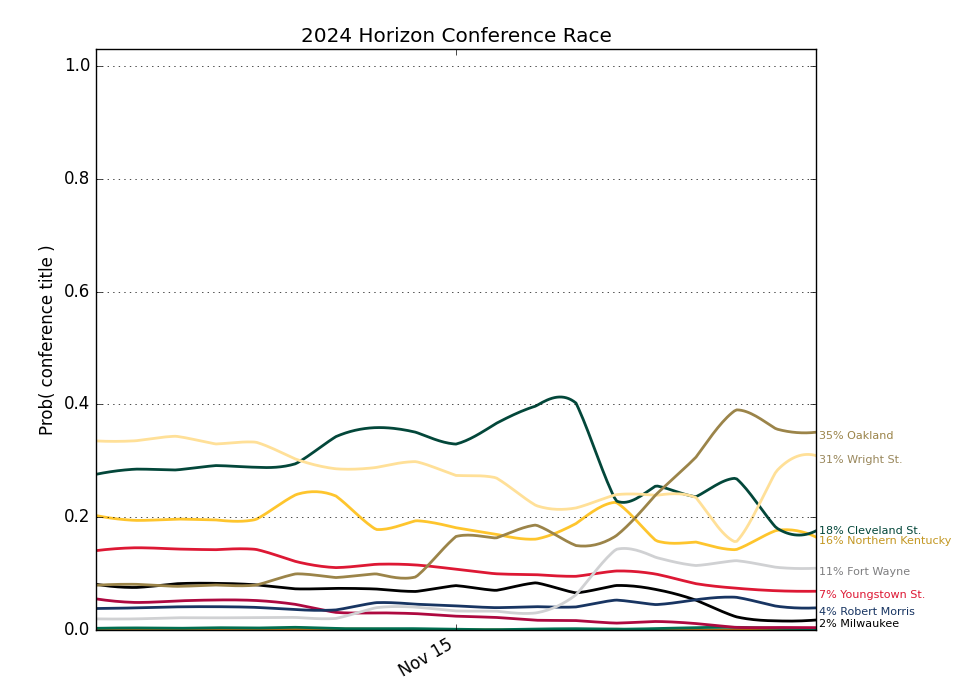 2024 Horizon Conference Race
Prob( conference title )
1.0
0.8
0.6
0.4
0.2
0.0
Nov 15
35% Oakland
31% Wright St.
18% Cleveland St.
16% Northern Kentucky
11% Fort Wayne
7% Youngstown St.
4% Robert Morris
2% Milwaukee